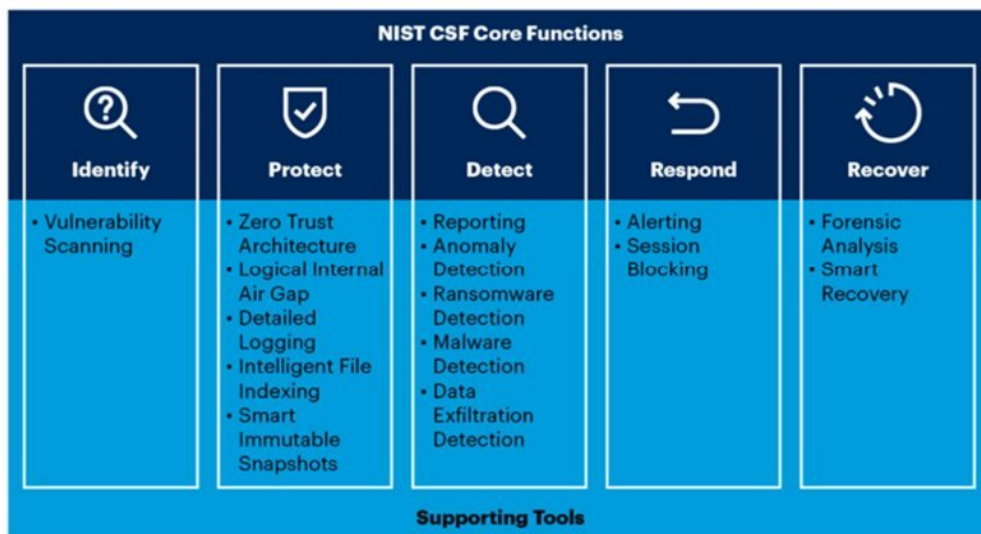 NIST CSF Core Functions
Identify
• Vulnerability
Scanning
Protect
• Zero Trust
Architecture
• Logical Internal
Air Gap
• Detailed
Logging
• Intelligent File
Indexing
• Smart
Immutable
Snapshots
Detect
• Reporting
• Anomaly
Detection
• Ransomware
Detection
• Malware
Detection
• Data
Exfiltration
Detection
Respond
• Alerting
• Session
Blocking
Recover
• Forensic
Analysis
• Smart
Recovery
Supporting Tools